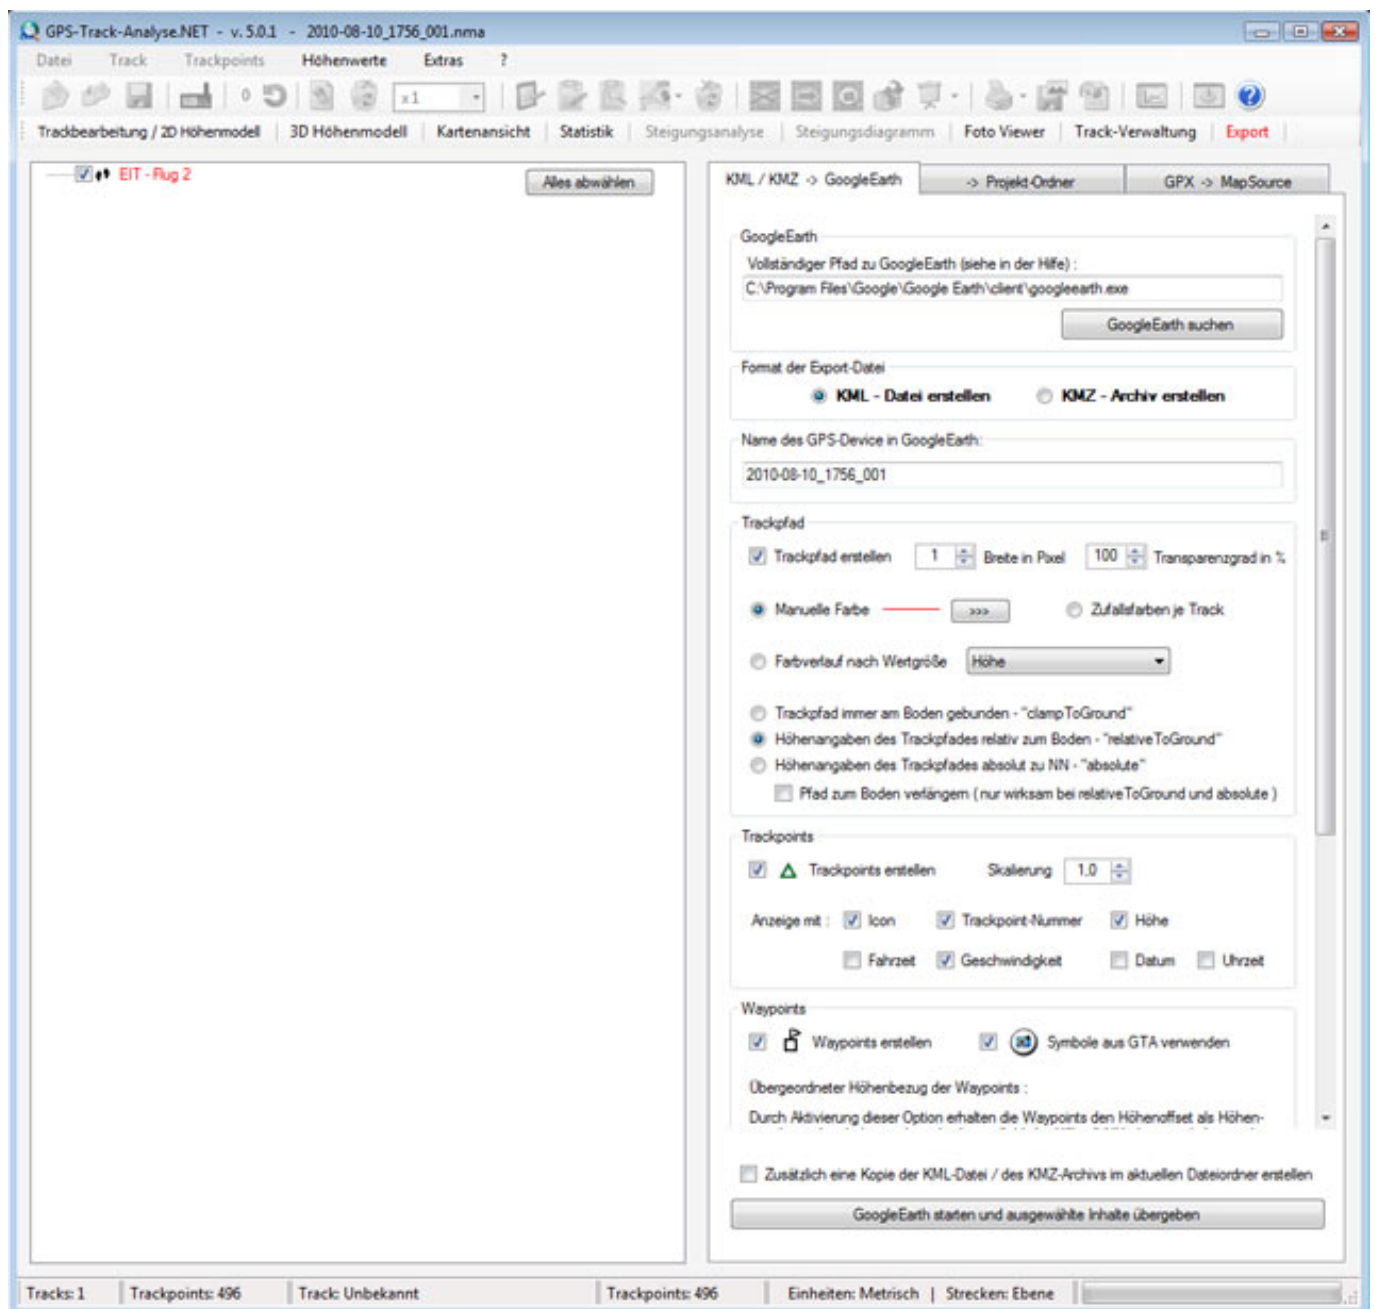 GPS-Track-Analyse.NET - v. 5.0.1 - 2010-08-10_1756_001.nma
Datei Track Trackpoints Höhenwerte Extras ?
0 x1
Trackbearbeitung / 2D Höhenmodell 3D Höhenmodell Kartenansicht Statistik Steigungsanalyse Steigungsdiagramm Foto Viewer Track-Verwaltung Export
EIT - Flug 2
Alles abwählen
KML / KMZ -> GoogleEarth -> Projekt-Ordner GPX -> MapSource
GoogleEarth
Vollständiger Pfad zu GoogleEarth (siehe in der Hilfe) :
C:\Program Files\Google\Google Earth\client\googleearth.exe
GoogleEarth suchen
Format der Export-Datei
KML - Datei erstellen KMZ - Archiv erstellen
Name des GPS-Device in GoogleEarth:
2010-08-10_1756_001
Trackpfad
Trackpfad erstellen 1 Breite in Pixel 100 Transparenzgrad in %
Manuelle Farbe >>> Zufallsfarben je Track
Farbverlauf nach Wertgröße Höhe
Trackpfad immer am Boden gebunden - "clampToGround"
Höhenangaben des Trackpfades relativ zum Boden - "relativeToGround"
Höhenangaben des Trackpfades absolut zu NN - "absolute"
Pfad zum Boden verlängern ( nur wirksam bei relativeToGround und absolute )
Trackpoints
Trackpoints erstellen Skalierung 1.0
Anzeige mit : Icon Trackpoint-Nummer Höhe
Fahrzeit Geschwindigkeit Datum Uhrzeit
Waypoints
Waypoints erstellen Symbole aus GTA verwenden
Übergeordneter Höhenbezug der Waypoints :
Durch Aktivierung dieser Option erhalten die Waypoints den Höhenoffset als Höhen-
Zusätzlich eine Kopie der KML-Datei / des KMZ-Archivs im aktuellen Dateiordner erstellen
GoogleEarth starten und ausgewählte Inhalte übergeben
Tracks: 1 Trackpoints: 496 Track: Unbekannt Trackpoints: 496 Einheiten: Metrisch | Strecken: Ebene